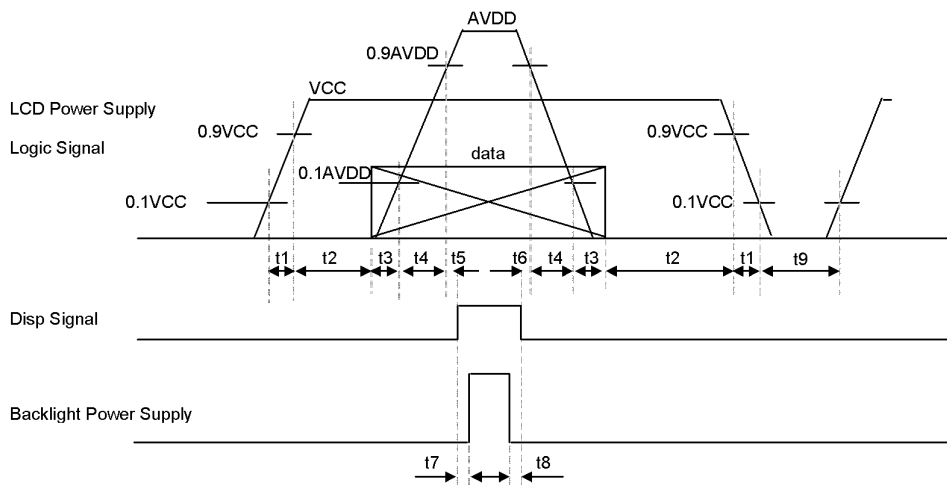 AVDD
0.9AVDD
VCC
LCD Power Supply
0.9VCC
0.9VCC
Logic Signal
data
0.1AVDD
0.1VCC
0.1VCC
t1 t2 t3 t4 t5 t6 t4 t3 t2 t1 t9
Disp Signal
Backlight Power Supply
t7 t8